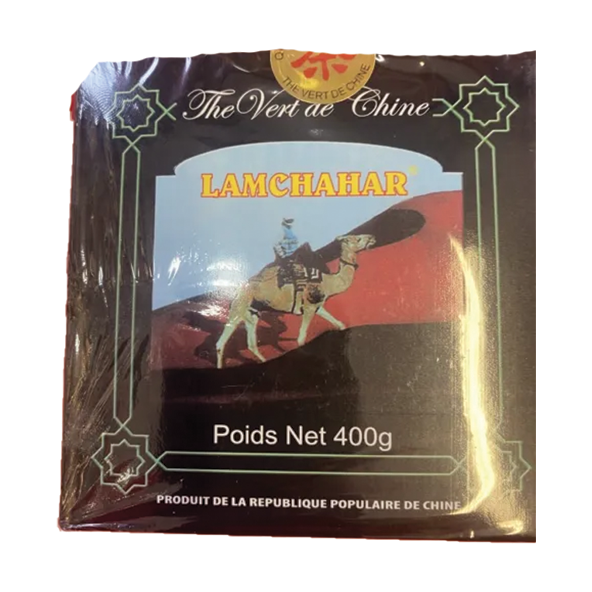 THE VERT DE CHINE
The Vert de Chine
LAMCHAHAR
Poids Net 400g
PRODUIT DE LA REPUBLIQUE POPULAIRE DE CHINE